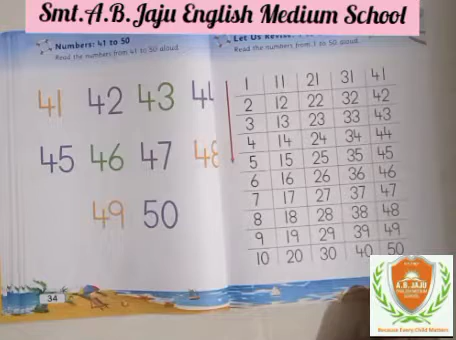 Smt.A.B.Jaju English Medium School
Numbers: 41 to 50
Read the numbers from 41 to 50 aloud.
41 42 43
45 46 47 48
49 50
34
Let Us
Read the numbers from 1 to 50 aloud.
1 11 21 31 41
2 12 22 32 42
3 13 23 33 43
4 14 24 34 44
5 15 25 35 45
6 16 26 36 46
7 17 27 37 47
8 18 28 38 48
9 19 29 39 49
10 20 30 40 50
A.B. JAJU
Because Every Child Matters